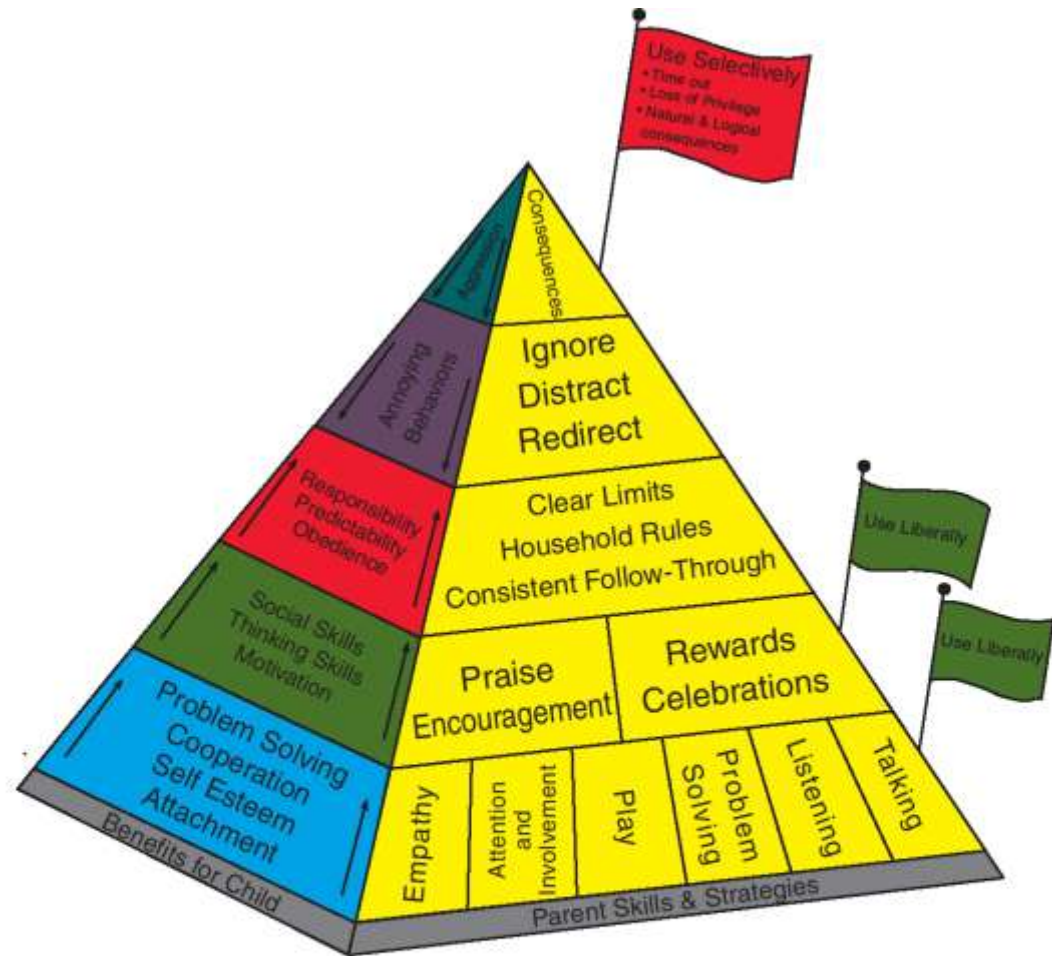 Use Selectively
• Time out
• Loss of Privilege
• Natural & Logical
consequences
Aggression
Consequences
Annoying
Behaviors
Ignore
Distract
Redirect
Responsibility
Predictability
Obedience
Clear Limits
Household Rules
Consistent Follow-Through
Use Liberally
Social Skills
Thinking Skills
Motivation
Praise
Encouragement
Rewards
Celebrations
Use Liberally
Problem Solving
Cooperation
Self Esteem
Attachment
Empathy
Attention
and
Involvement
Play
Problem
Solving
Listening
Talking
Benefits for Child
Parent Skills & Strategies